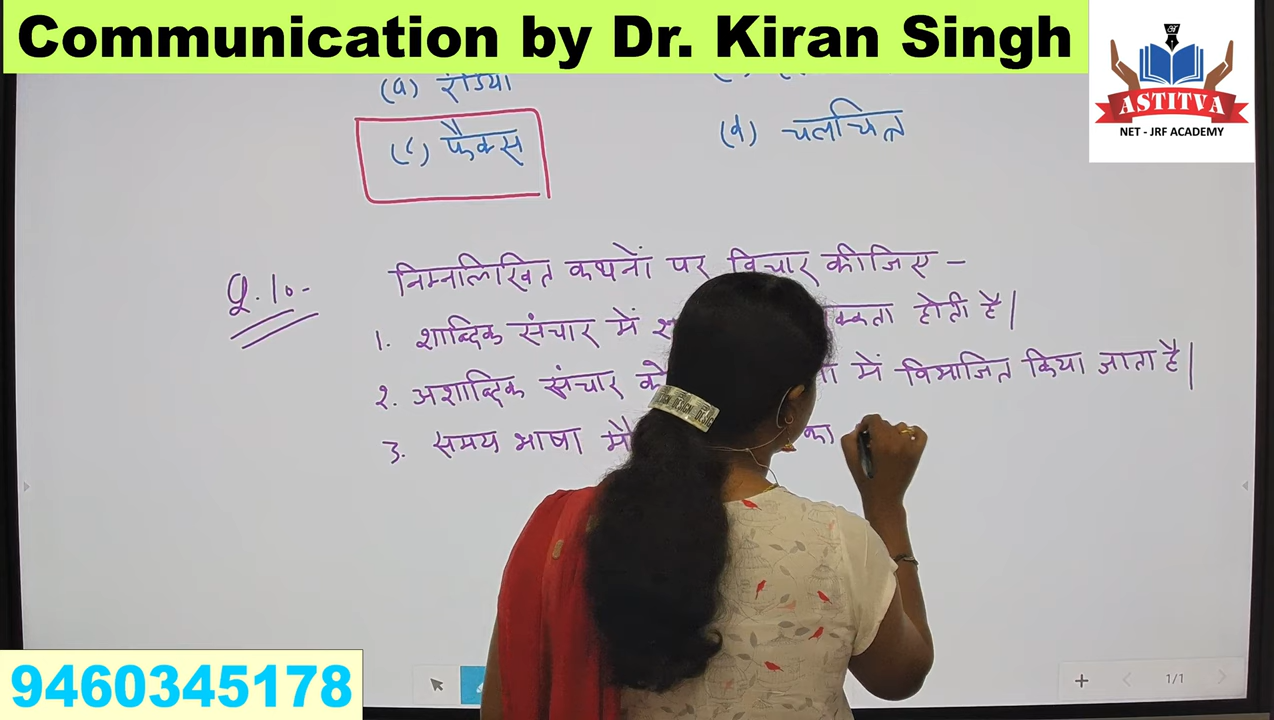 Communication by Dr. Kiran Singh
ASTITVA
NET - JRF ACADEMY
(a) रेडियो
(c) फैक्स
(d) चलचित्र
Q.10- निम्नलिखित कथनों पर विचार कीजिए -
1. शाब्दिक संचार में होती है।
2. अशाब्दिक संचार को में विभाजित किया जाता है।
3. समय भाषा का
9460345178
1/1